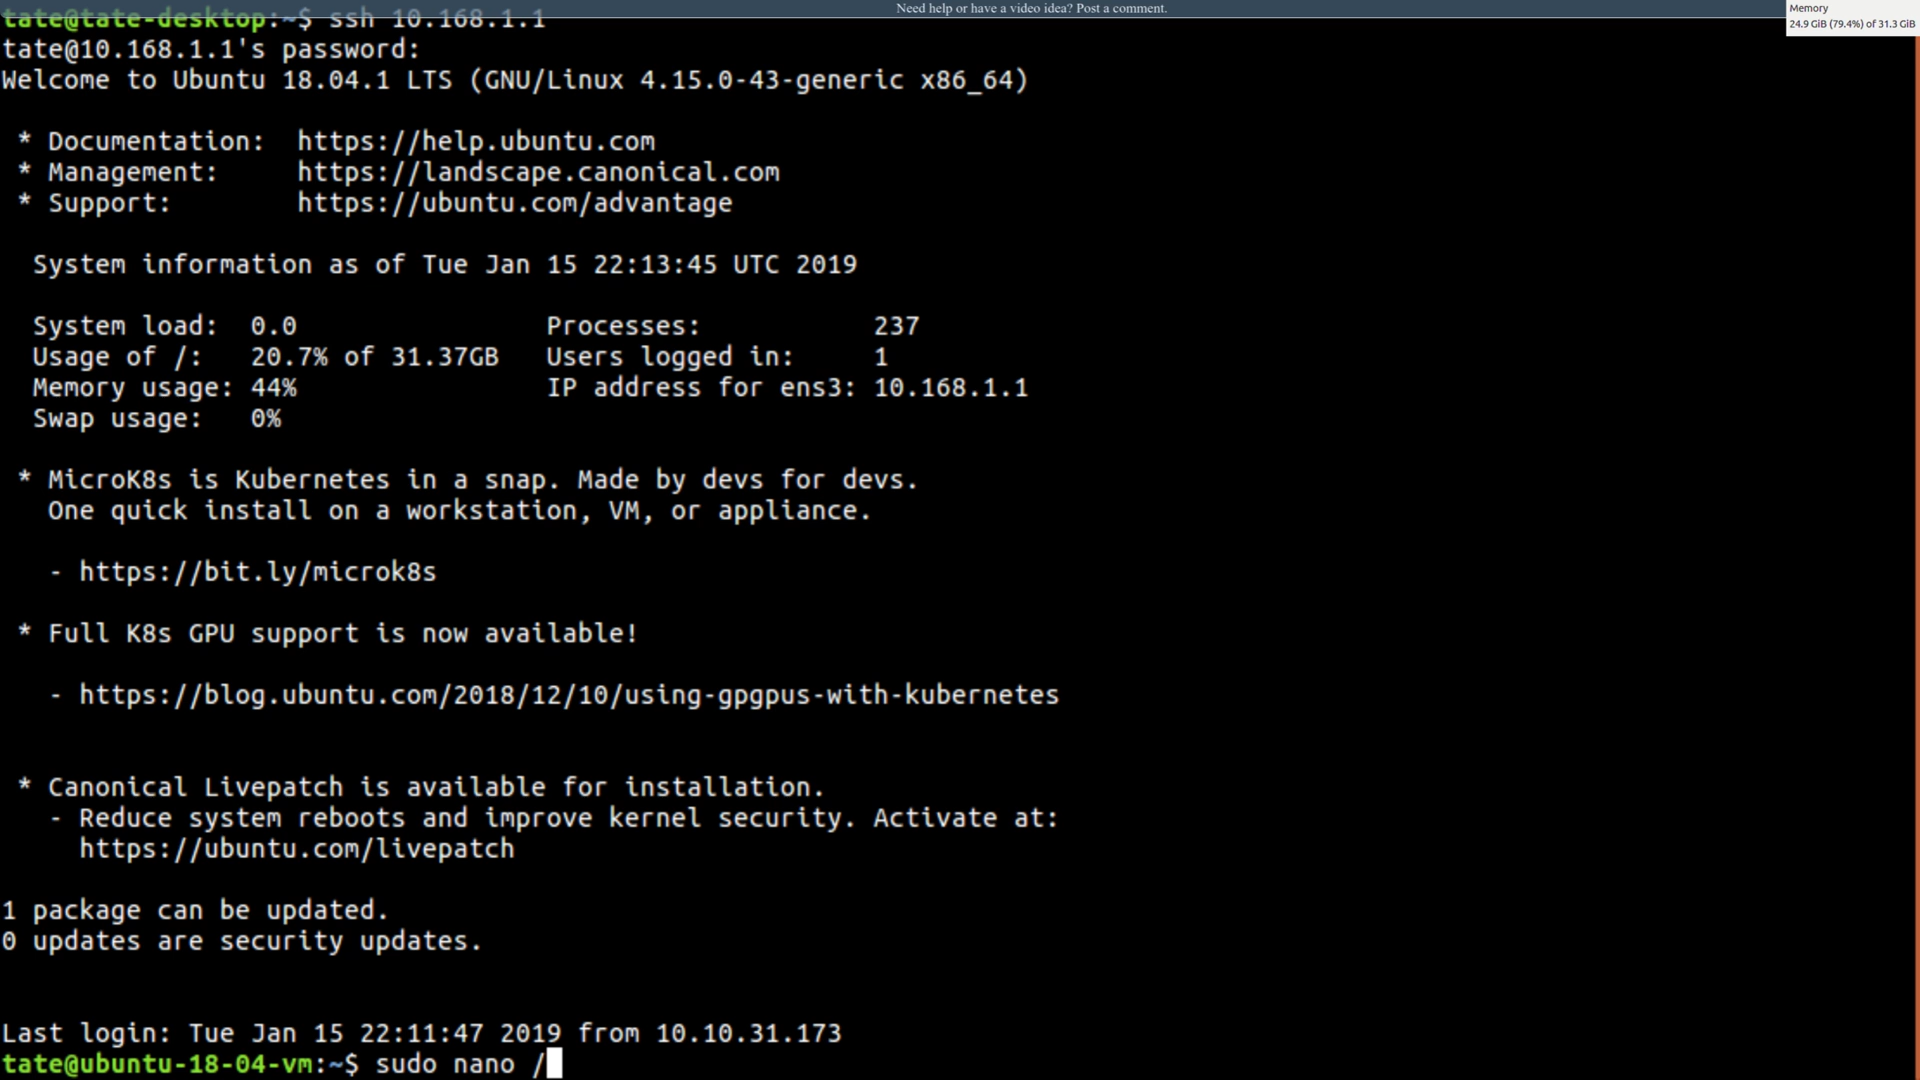 Need help or have a video idea? Post a comment.
Memory
24.9 GiB (79.4%) of 31.3 GiB
tate@tate-desktop:~$ ssh 10.168.1.1
tate@10.168.1.1's password:
Welcome to Ubuntu 18.04.1 LTS (GNU/Linux 4.15.0-43-generic x86_64)
* Documentation:  https://help.ubuntu.com
* Management:     https://landscape.canonical.com
* Support:        https://ubuntu.com/advantage
System information as of Tue Jan 15 22:13:45 UTC 2019
System load:  0.0                Processes:           237
Usage of /:   20.7% of 31.37GB   Users logged in:     1
Memory usage: 44%                IP address for ens3: 10.168.1.1
Swap usage:   0%
* MicroK8s is Kubernetes in a snap. Made by devs for devs.
One quick install on a workstation, VM, or appliance.
- https://bit.ly/microk8s
* Full K8s GPU support is now available!
- https://blog.ubuntu.com/2018/12/10/using-gpgpus-with-kubernetes
* Canonical Livepatch is available for installation.
- Reduce system reboots and improve kernel security. Activate at:
https://ubuntu.com/livepatch
1 package can be updated.
0 updates are security updates.
Last login: Tue Jan 15 22:11:47 2019 from 10.10.31.173
tate@ubuntu-18-04-vm:~$ sudo nano /